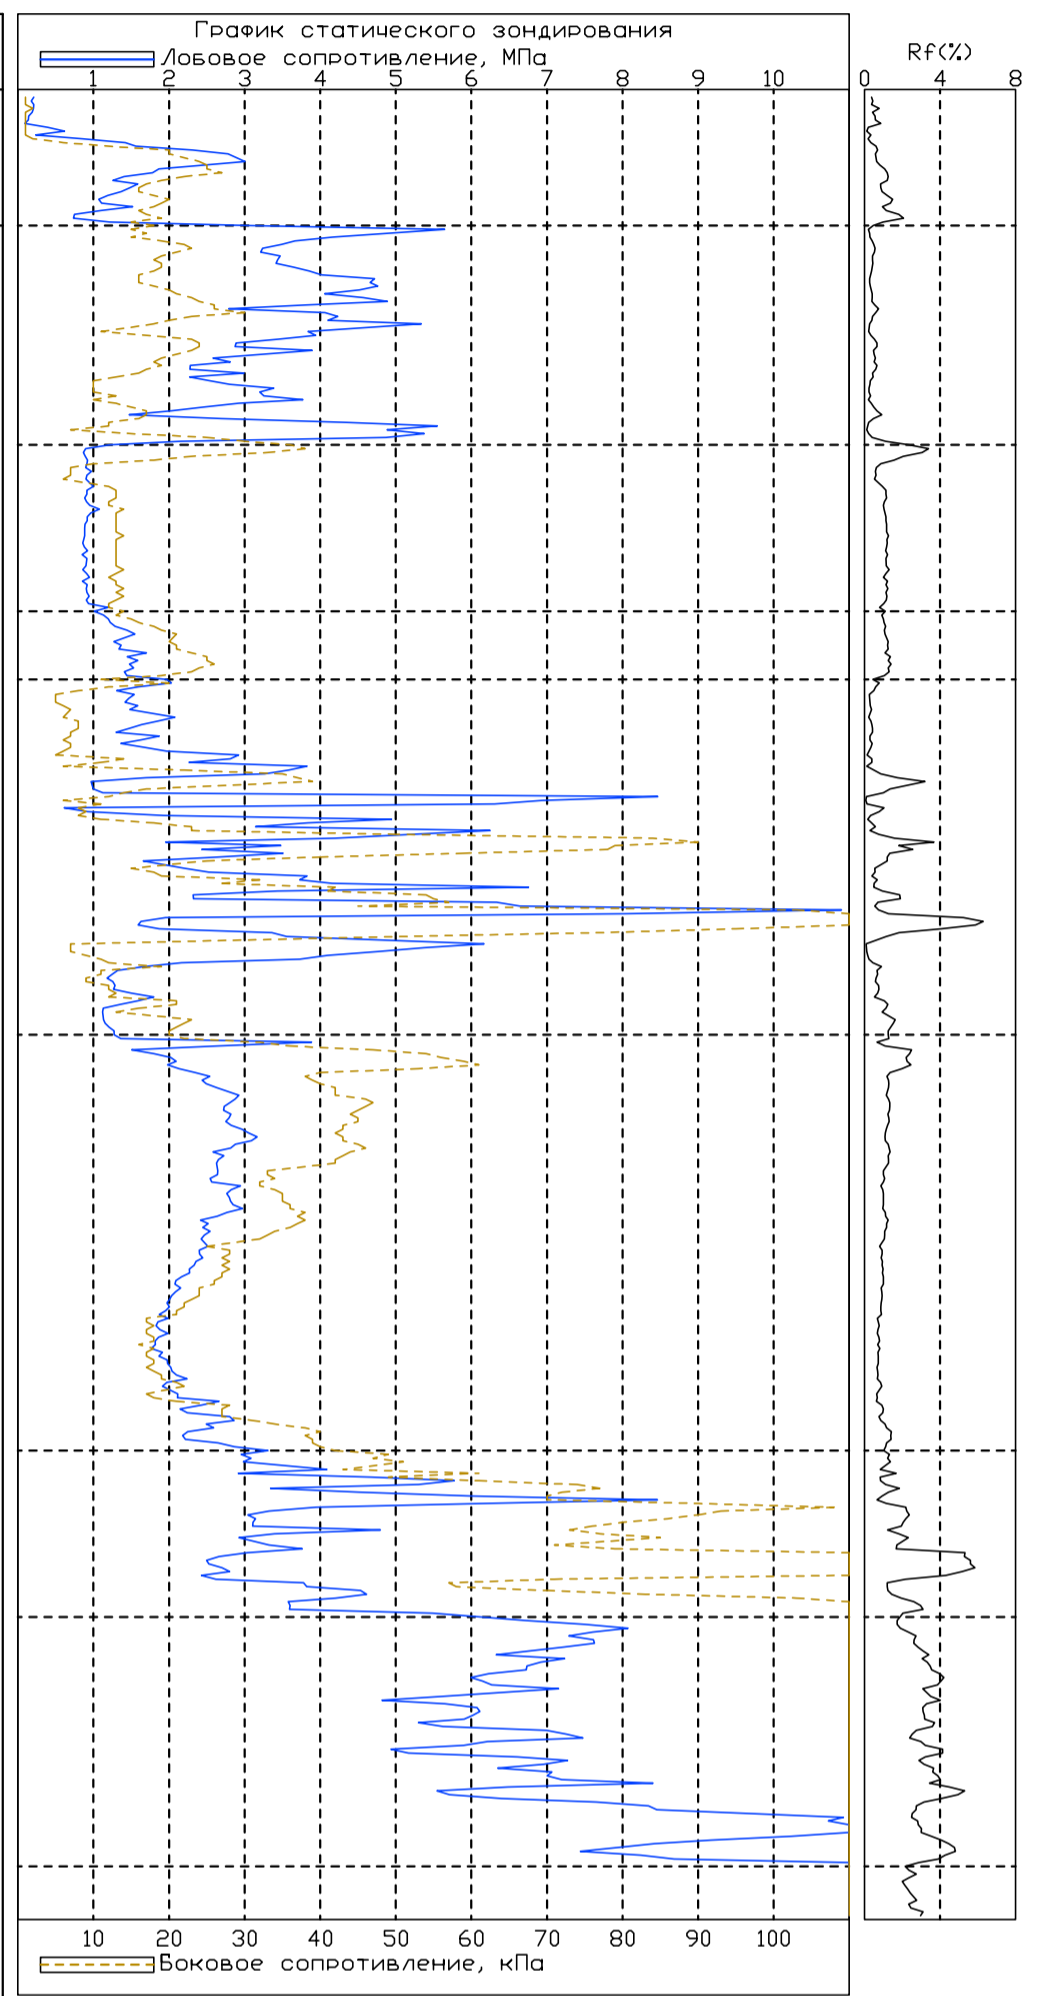 График статического зондирования
Лобовое сопротивление, МПа
Rf(%)
1 2 3 4 5 6 7 8 9 10
0 4 8
10 20 30 40 50 60 70 80 90 100
Боковое сопротивление, кПа